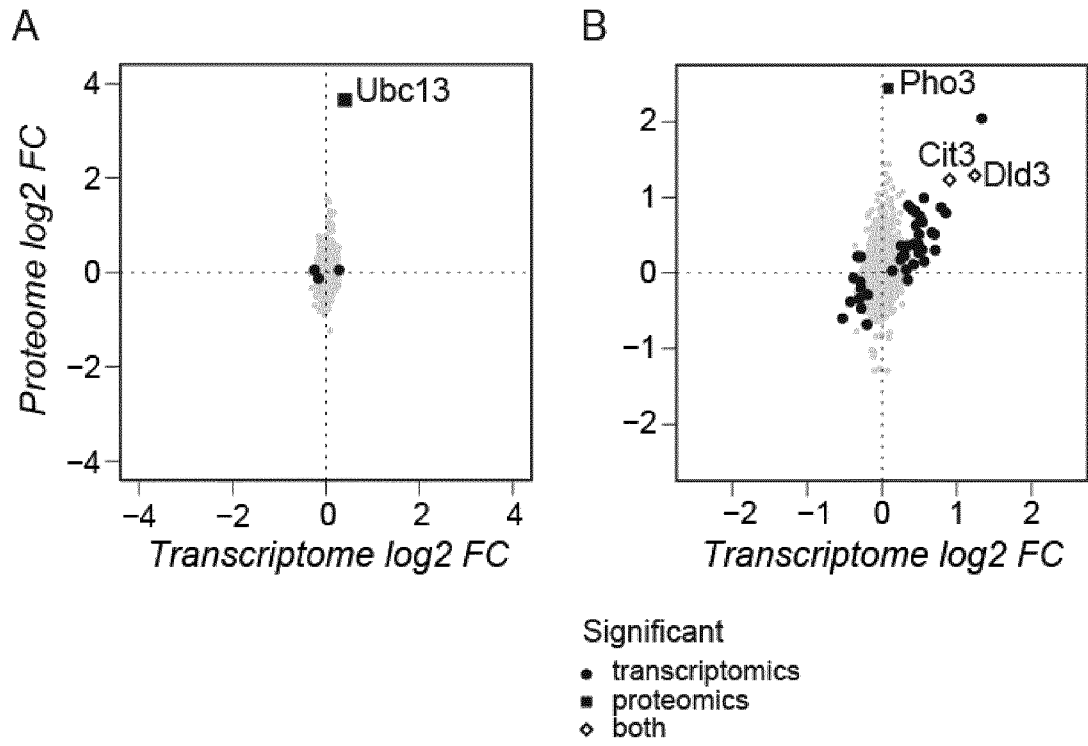 A
B
4
2
0
−2
−4
Proteome log2 FC
Ubc13
−4 −2 0 2 4
Transcriptome log2 FC
2
1
0
−1
−2
Pho3
Cit3
Dld3
−2 −1 0 1 2
Transcriptome log2 FC
Significant
transcriptomics
proteomics
both